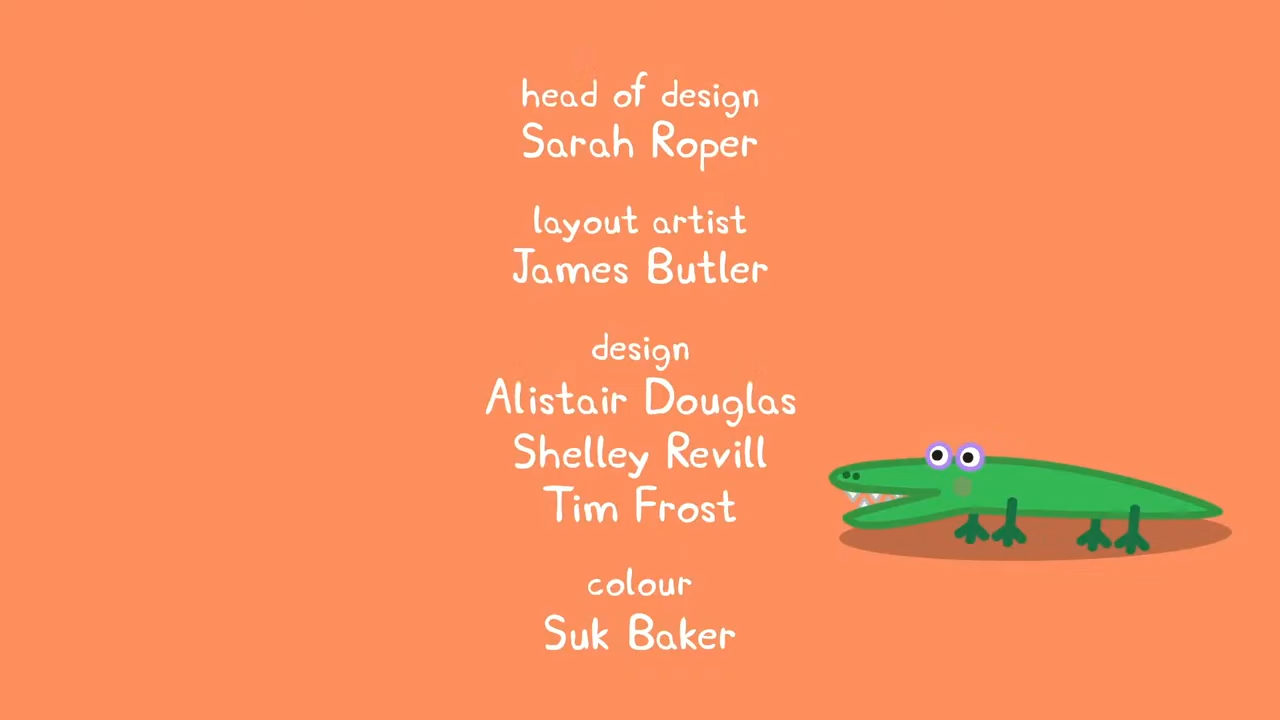 head of design
Sarah Roper
layout artist
James Butler
design
Alistair Douglas
Shelley Revill
Tim Frost
colour
Suk Baker